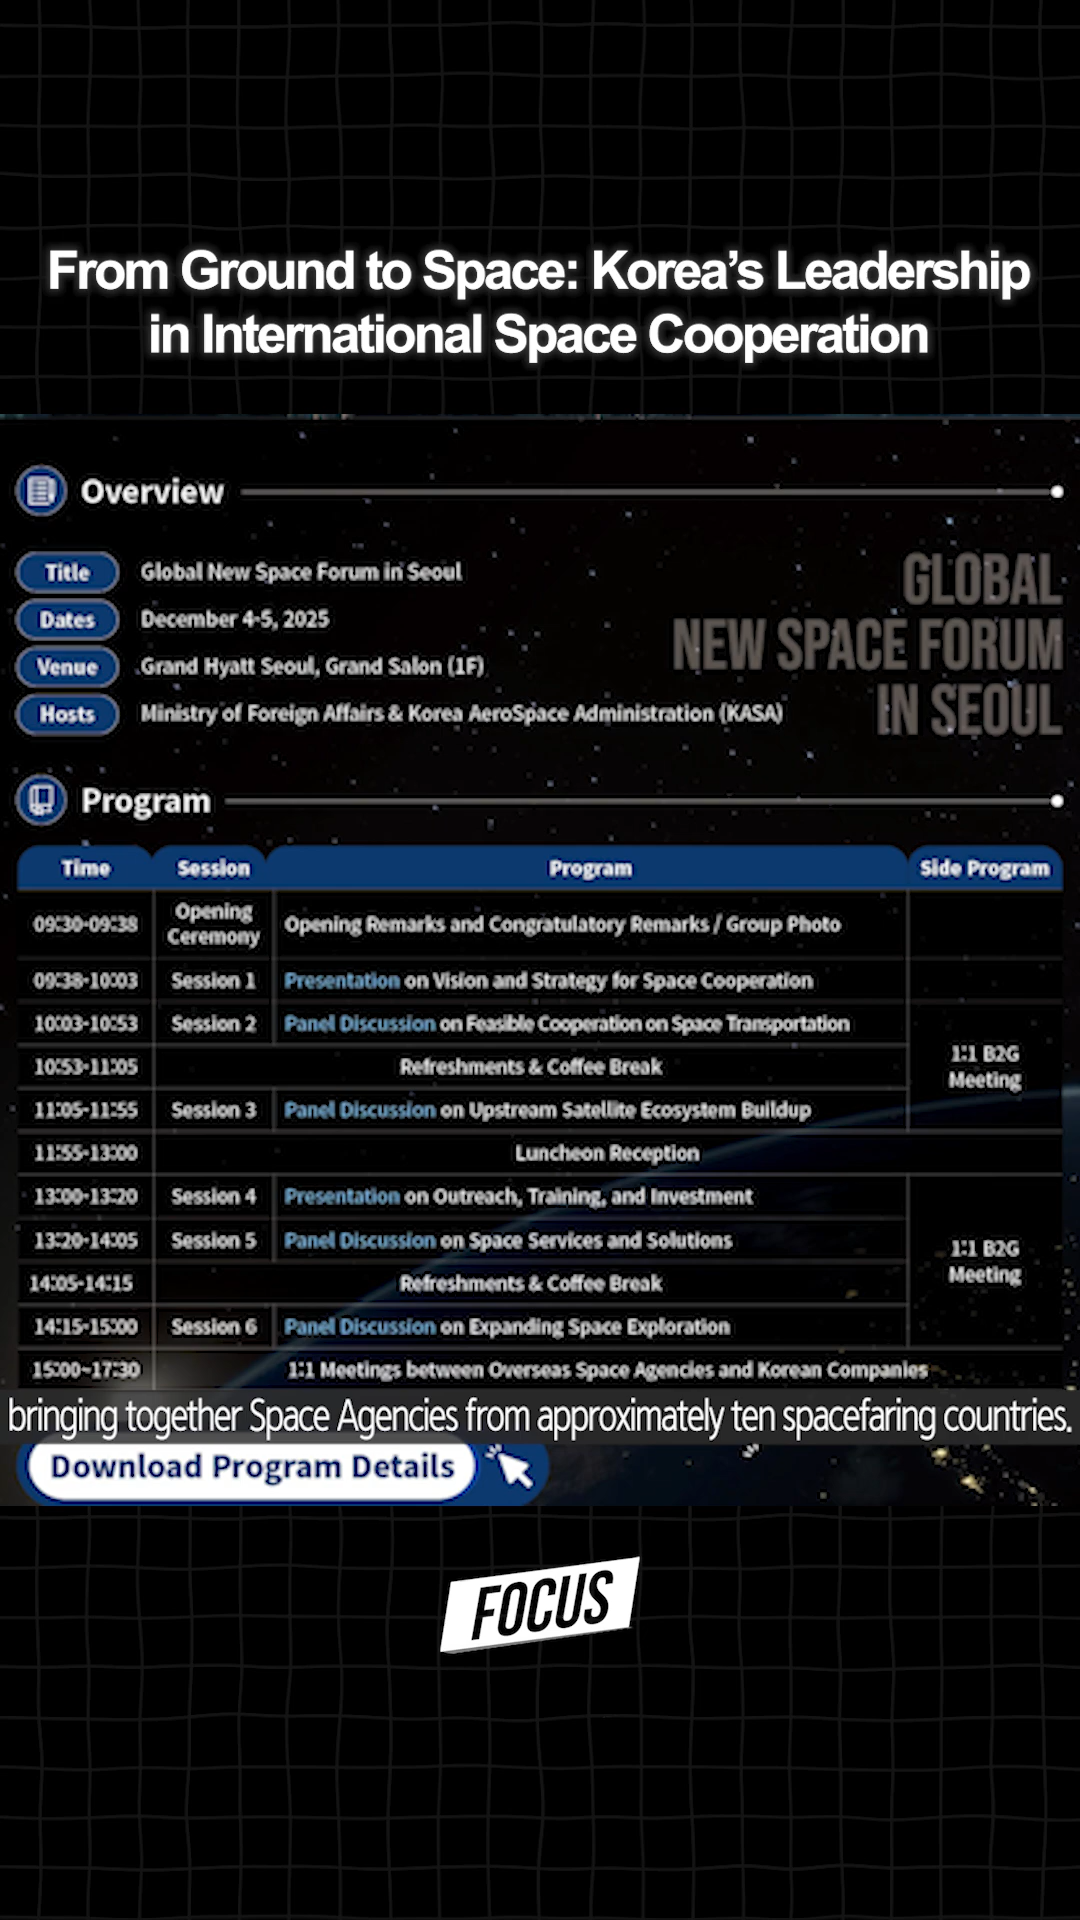 From Ground to Space: Korea's Leadership
in International Space Cooperation
Overview
Title Global New Space Forum in Seoul
Dates December 4-5, 2025
Venue Grand Hyatt Seoul, Grand Salon (1F)
Hosts Ministry of Foreign Affairs & Korea AeroSpace Administration (KASA)
GLOBAL
NEW SPACE FORUM
IN SEOUL
Program
Time Session Program Side Program
09:30-09:38 Opening Ceremony Opening Remarks and Congratulatory Remarks / Group Photo
09:38-10:03 Session 1 Presentation on Vision and Strategy for Space Cooperation
10:03-10:53 Session 2 Panel Discussion on Feasible Cooperation on Space Transportation
10:53-11:05 Refreshments & Coffee Break
1:1 B2G
Meeting
11:05-11:55 Session 3 Panel Discussion on Upstream Satellite Ecosystem Buildup
11:55-13:00 Luncheon Reception
13:00-13:20 Session 4 Presentation on Outreach, Training, and Investment
13:20-14:05 Session 5 Panel Discussion on Space Services and Solutions
1:1 B2G
Meeting
14:05-14:15 Refreshments & Coffee Break
14:15-15:00 Session 6 Panel Discussion on Expanding Space Exploration
15:00~17:30 1:1 Meetings between Overseas Space Agencies and Korean Companies
bringing together Space Agencies from approximately ten spacefaring countries.
Download Program Details
FOCUS